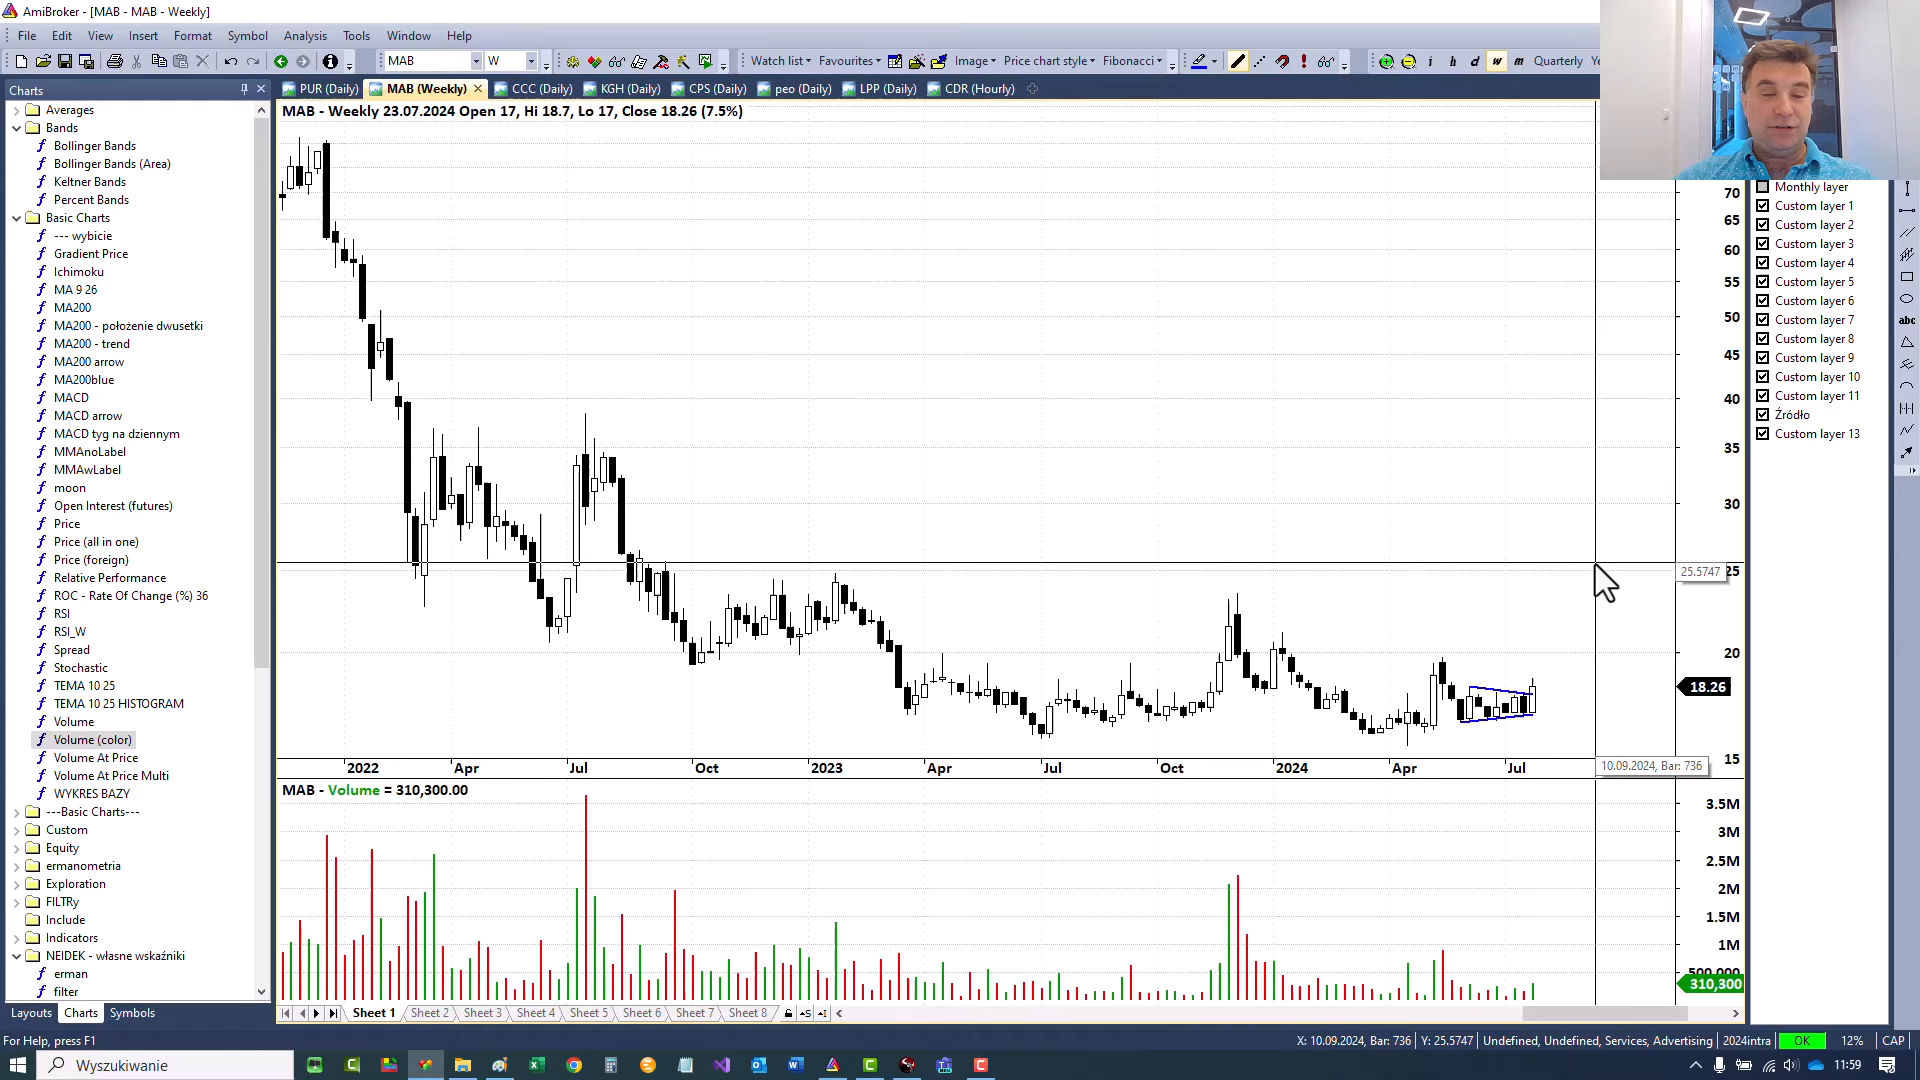 AmiBroker - [MAB - MAB - Weekly]
File Edit View Insert Format Symbol Analysis Tools Window Help
MAB W Watch list Favourites Image Price chart style Fibonacci i h d w m Quarterly Ye
Charts
PUR (Daily) MAB (Weekly) CCC (Daily) KGH (Daily) CPS (Daily) peo (Daily) LPP (Daily) CDR (Hourly)
MAB - Weekly 23.07.2024 Open 17, Hi 18.7, Lo 17, Close 18.26 (7.5%)
Averages
Bands
Bollinger Bands
Bollinger Bands (Area)
Keltner Bands
Percent Bands
Basic Charts
--- wybicie
Gradient Price
Ichimoku
MA 9 26
MA200
MA200 - położenie dwusetki
MA200 - trend
MA200 arrow
MA200blue
MACD
MACD arrow
MACD tyg na dziennym
MMAnoLabel
MMAwLabel
moon
Open Interest (futures)
Price
Price (all in one)
Price (foreign)
Relative Performance
ROC - Rate Of Change (%) 36
RSI
RSI_W
Spread
Stochastic
TEMA 10 25
TEMA 10 25 HISTOGRAM
Volume
Volume (color)
Volume At Price
Volume At Price Multi
WYKRES BAZY
---Basic Charts---
Custom
Equity
ermanometria
Exploration
FILTRy
Include
Indicators
NEIDEK - własne wskaźniki
erman
filter
Layouts Charts Symbols
70
65
60
55
50
45
40
35
30
25.5747 25
20
18.26
15
2022 Apr Jul Oct 2023 Apr Jul Oct 2024 Apr Jul
10.09.2024, Bar: 736
MAB - Volume = 310,300.00
3.5M
3M
2.5M
2M
1.5M
1M
500,000
310,300
Sheet 1 Sheet 2 Sheet 3 Sheet 4 Sheet 5 Sheet 6 Sheet 7 Sheet 8
Monthly layer
Custom layer 1
Custom layer 2
Custom layer 3
Custom layer 4
Custom layer 5
Custom layer 6
Custom layer 7
Custom layer 8
Custom layer 9
Custom layer 10
Custom layer 11
Źródło
Custom layer 13
abc
For Help, press F1
X: 10.09.2024, Bar: 736 Y: 25.5747 Undefined, Undefined, Services, Advertising 2024intra OK 12% CAP
Wyszukiwanie
11:59